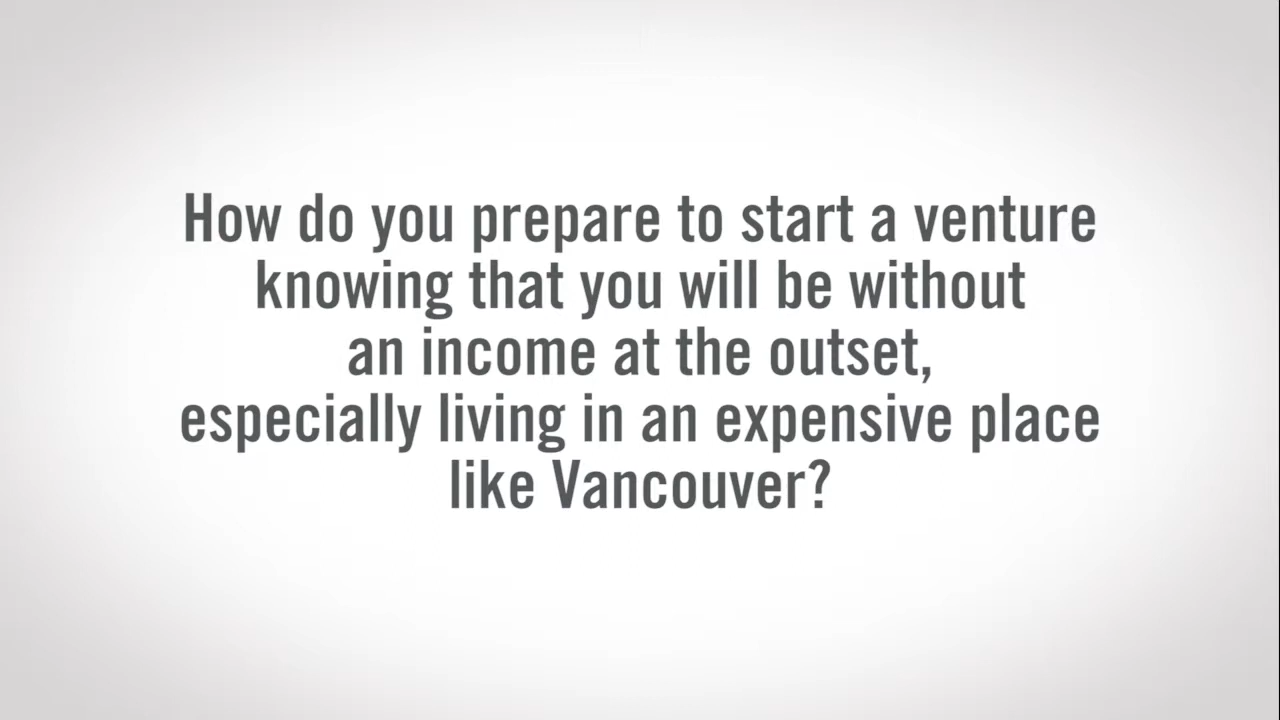 How do you prepare to start a venture
knowing that you will be without
an income at the outset,
especially living in an expensive place
like Vancouver?